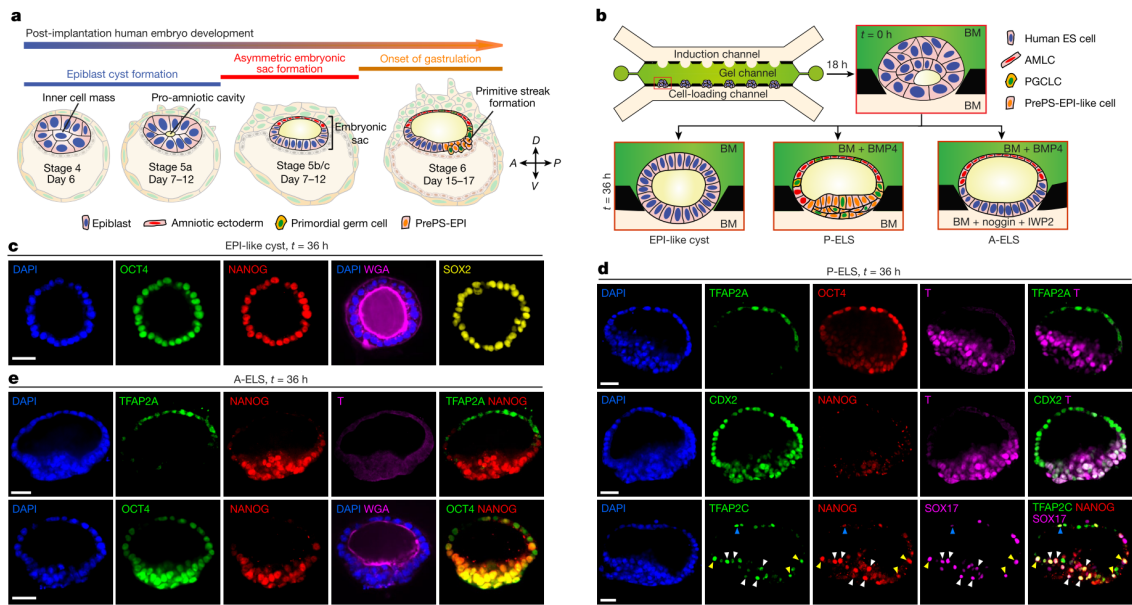 a
Post-implantation human embryo development
Asymmetric embryonic
sac formation
Onset of gastrulation
Epiblast cyst formation
Inner cell mass
Pro-amniotic cavity
Primitive streak
formation
Embryonic
sac
Stage 4
Day 6
Stage 5a
Day 7–12
Stage 5b/c
Day 7–12
Stage 6
Day 15–17
D
A
P
V
Epiblast
Amniotic ectoderm
Primordial germ cell
PrePS-EPI
b
Induction channel
Gel channel
Cell-loading channel
18 h
t = 0 h
BM
BM
Human ES cell
AMLC
PGCLC
PrePS-EPI-like cell
t = 36 h
BM
BM
EPI-like cyst
BM + BMP4
BM
P-ELS
BM + BMP4
BM + noggin + IWP2
A-ELS
c
EPI-like cyst, t = 36 h
DAPI
OCT4
NANOG
DAPI WGA
SOX2
d
P-ELS, t = 36 h
DAPI
TFAP2A
OCT4
T
TFAP2A T
DAPI
CDX2
NANOG
T
CDX2 T
DAPI
TFAP2C
NANOG
SOX17
TFAP2C NANOG
SOX17
e
A-ELS, t = 36 h
DAPI
TFAP2A
NANOG
T
TFAP2A NANOG
DAPI
OCT4
NANOG
DAPI WGA
OCT4 NANOG